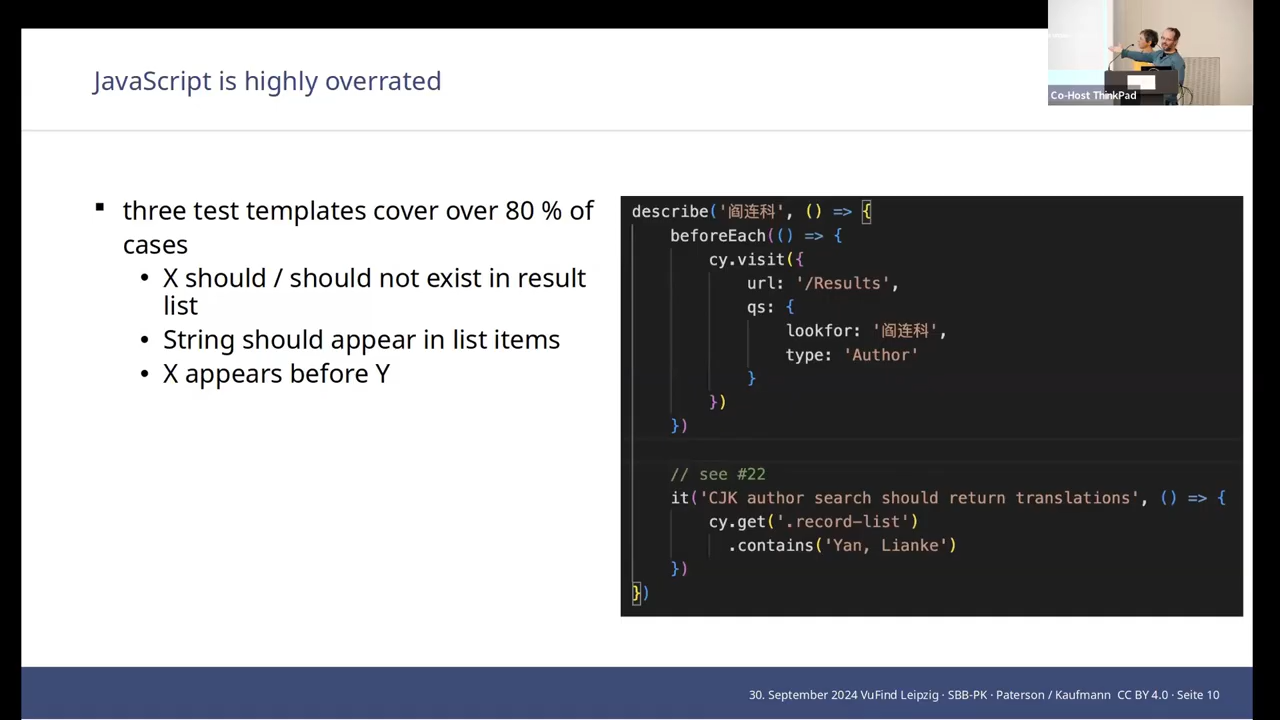 JavaScript is highly overrated
Co-Host ThinkPad
▪ three test templates cover over 80 % of
cases
• X should / should not exist in result
list
• String should appear in list items
• X appears before Y
describe('阎连科', () => {
beforeEach(() => {
cy.visit({
url: '/Results',
qs: {
lookfor: '阎连科',
type: 'Author'
}
})
})
// see #22
it('CJK author search should return translations', () => {
cy.get('.record-list')
.contains('Yan, Lianke')
})
})
30. September 2024 VuFind Leipzig · SBB-PK · Paterson / Kaufmann CC BY 4.0 · Seite 10